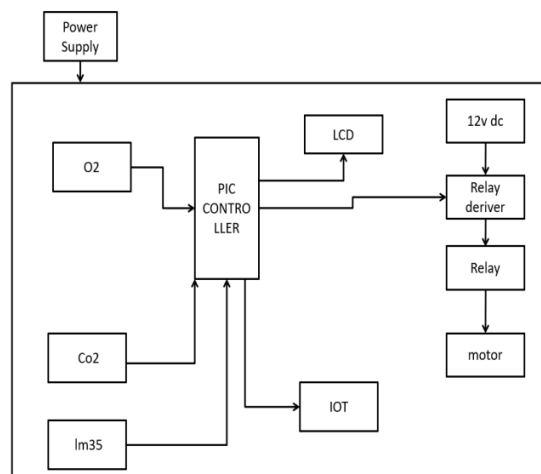 Power
Supply
12v dc
LCD
O2
PIC
CONTRO
LLER
Relay
deriver
Relay
Co2
motor
IOT
lm35